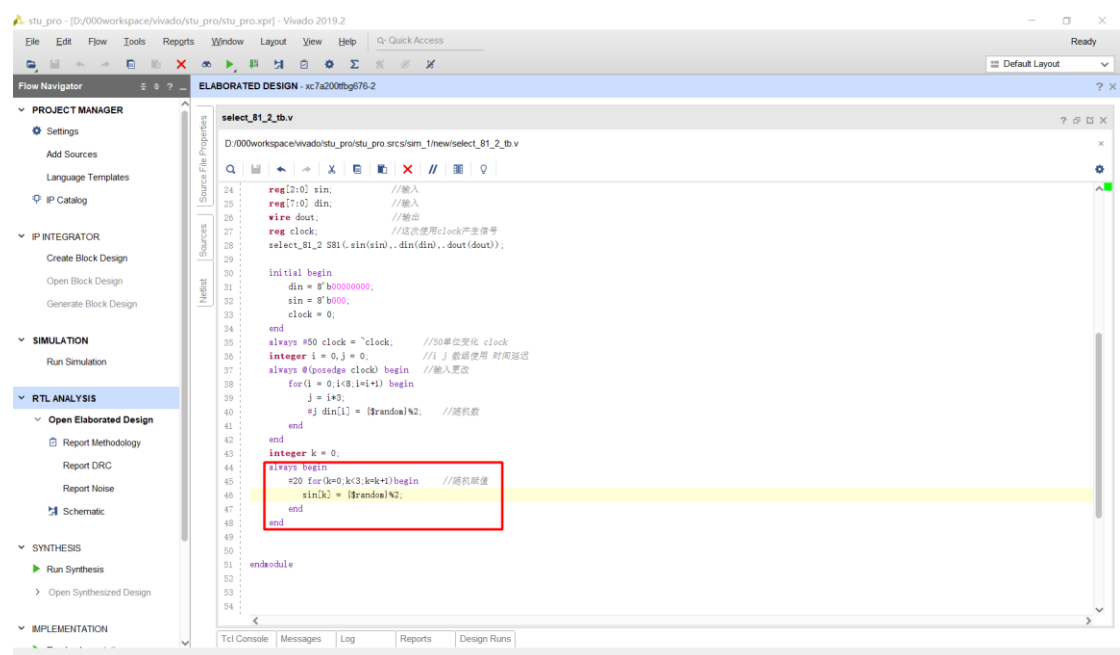 stu_pro - [D:/000workspace/vivado/stu_pro/stu_pro.xpr] - Vivado 2019.2
File Edit Flow Tools Reports Window Layout View Help Q- Quick Access
Ready
Default Layout
Flow Navigator
ELABORATED DESIGN - xc7a200tfbg676-2
PROJECT MANAGER
Settings
Add Sources
Language Templates
IP Catalog
IP INTEGRATOR
Create Block Design
Open Block Design
Generate Block Design
SIMULATION
Run Simulation
RTL ANALYSIS
Open Elaborated Design
Report Methodology
Report DRC
Report Noise
Schematic
SYNTHESIS
Run Synthesis
Open Synthesized Design
IMPLEMENTATION
Source File Properties
Sources
Netlist
select_81_2_tb.v
D:/000workspace/vivado/stu_pro/stu_pro.srcs/sim_1/new/select_81_2_tb.v
24 reg[2:0] sin; //输入
25 reg[7:0] din; //输入
26 wire dout; //输出
27 reg clock; //这次使用clock产生信号
28 select_81_2 S81(.sin(sin),.din(din),.dout(dout));
29
30 initial begin
31 din = 8'b00000000;
32 sin = 8'b000;
33 clock = 0;
34 end
35 always #50 clock = ~clock; //50单位变化 clock
36 integer i = 0,j = 0; //i j 数组使用 时间延迟
37 always @(posedge clock) begin //输入更改
38 for(i = 0;i<8;i=i+1) begin
39 j = i*3;
40 #j din[i] = {$random}%2; //随机数
41 end
42 end
43 integer k = 0;
44 always begin
45 #20 for(k=0;k<3;k=k+1)begin //随机赋值
46 sin[k] = {$random}%2;
47 end
48 end
49
50
51 endmodule
52
53
54
Tcl Console Messages Log Reports Design Runs